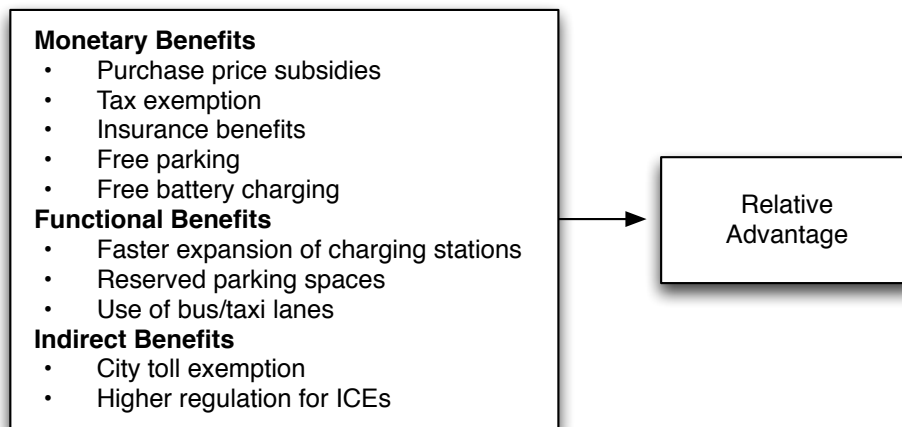 Monetary Benefits
• Purchase price subsidies
• Tax exemption
• Insurance benefits
• Free parking
• Free battery charging
Functional Benefits
• Faster expansion of charging stations
• Reserved parking spaces
• Use of bus/taxi lanes
Indirect Benefits
• City toll exemption
• Higher regulation for ICEs
Relative
Advantage